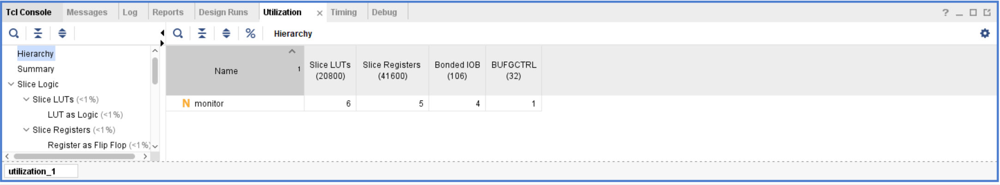 Tcl Console Messages Log Reports Design Runs Utilization × Timing Debug ?
% Hierarchy
Hierarchy
Summary
Slice Logic
Slice LUTs (<1%)
LUT as Logic (<1%)
Slice Registers (<1%)
Register as Flip Flop (<1%)
Name 1 Slice LUTs (20800) Slice Registers (41600) Bonded IOB (106) BUFGCTRL (32)
N monitor 6 5 4 1
utilization_1